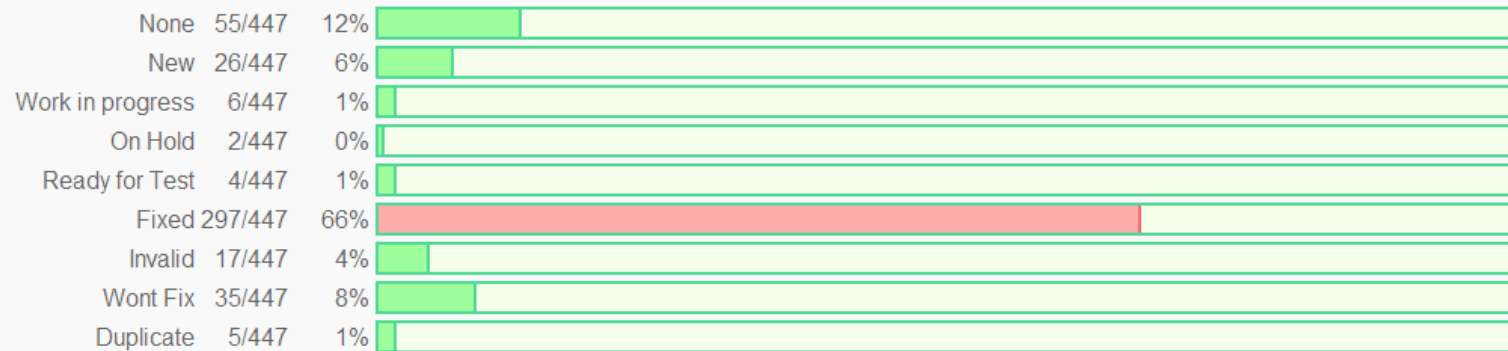 None 55/447 12%
New 26/447 6%
Work in progress 6/447 1%
On Hold 2/447 0%
Ready for Test 4/447 1%
Fixed 297/447 66%
Invalid 17/447 4%
Wont Fix 35/447 8%
Duplicate 5/447 1%